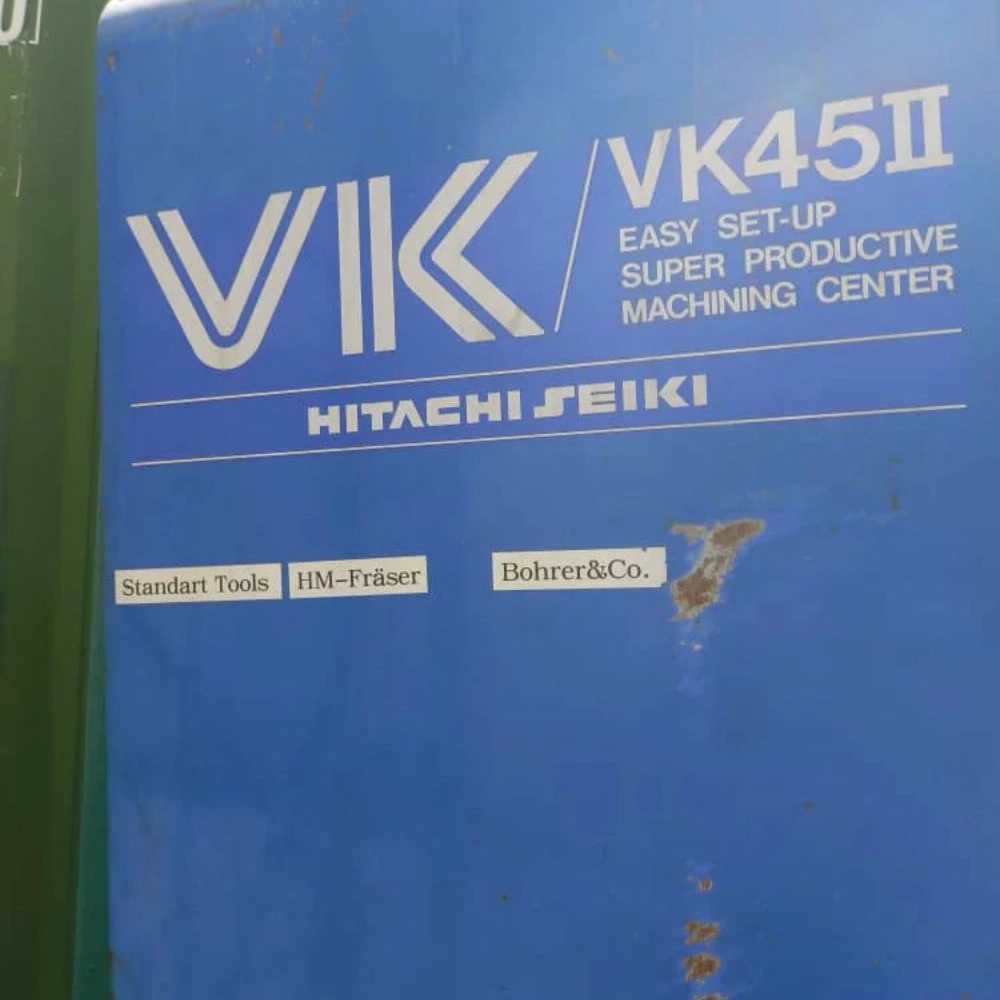 VK / VK45II
EASY SET-UP
SUPER PRODUCTIVE
MACHINING CENTER
HITACHI SEIKI
Standart Tools HM-Fräser Bohrer&Co.